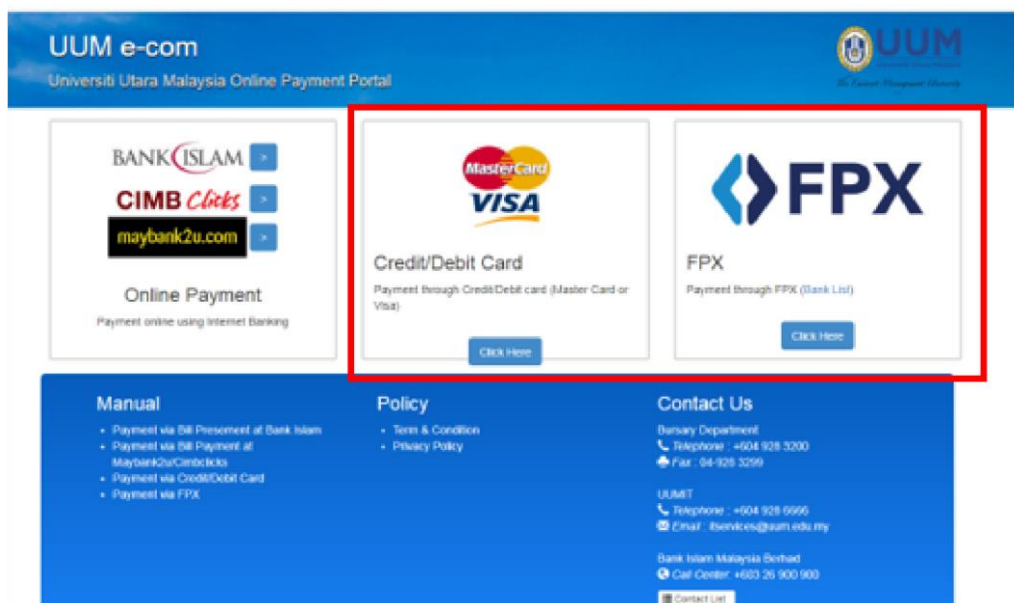 UUM e-com
Universiti Utara Malaysia Online Payment Portal
UUM
BANK ISLAM >
CIMB Clicks >
maybank2u.com >
Online Payment
Payment online using Internet Banking
MasterCard
VISA
Credit/Debit Card
Payment through Credit/Debit card (Master Card or
Visa)
Click Here
FPX
FPX
Payment through FPX (Bank List)
Click Here
Manual
Payment via Bill Presement at Bank Islam
Payment via Bill Payment at
Maybank2u/Cimbclicks
Payment via Credit/Debit Card
Payment via FPX
Policy
Term & Condition
Privacy Policy
Contact Us
Bursary Department
Telephone : +604 928 3200
Fax : 04-928 3299
UUMIT
Telephone : +604 928 6666
Email : itservices@uum.edu.my
Bank Islam Malaysia Berhad
Call Center: +603 26 900 900
Contact List